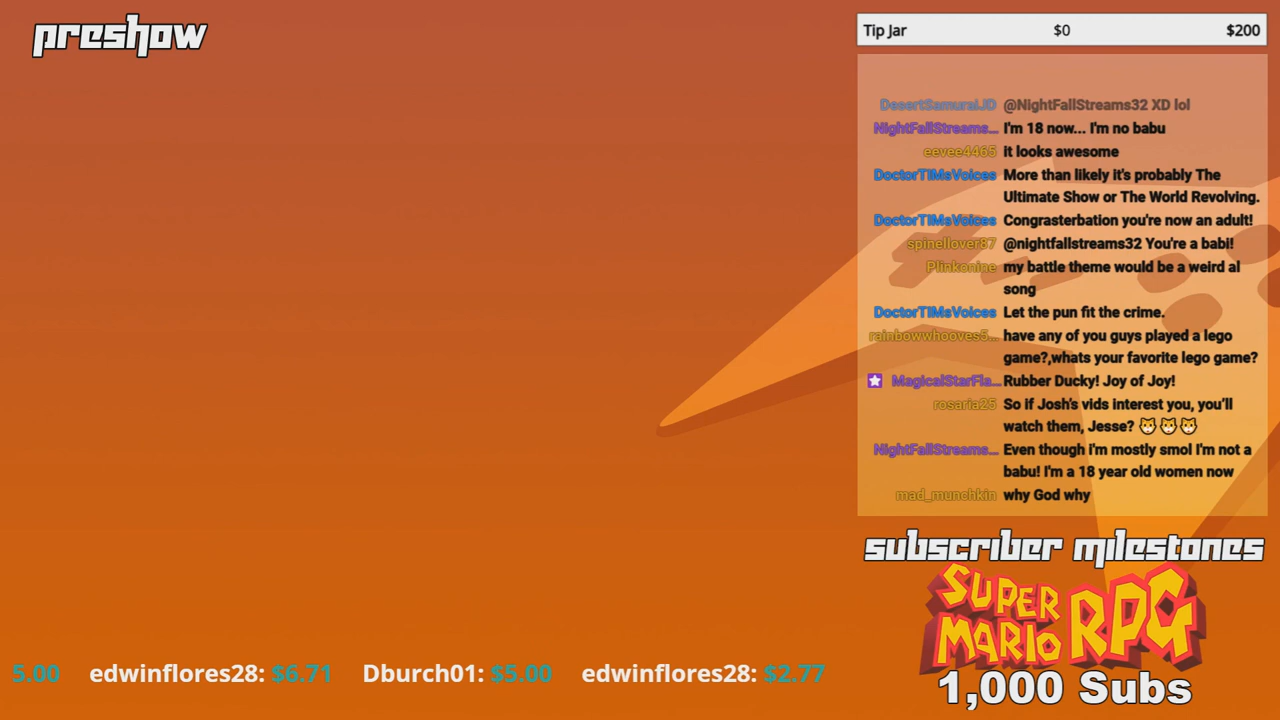 preshow
Tip Jar $0 $200
DesertSamuraiJD @NightFallStreams32 XD lol
NightFallStreams... I'm 18 now... I'm no babu
eevee4465 it looks awesome
DoctorTIMsVoices More than likely it's probably The
Ultimate Show or The World Revolving.
DoctorTIMsVoices Congrasterbation you're now an adult!
spinellover87 @nightfallstreams32 You're a babi!
Plinkonine my battle theme would be a weird al
song
DoctorTIMsVoices Let the pun fit the crime.
rainbowwhooves5... have any of you guys played a lego
game?,whats your favorite lego game?
MagicalStarFla... Rubber Ducky! Joy of Joy!
rosaria25 So if Josh's vids interest you, you'll
watch them, Jesse? 🐹🐹🐹
NightFallStreams... Even though I'm mostly smol I'm not a
babu! I'm a 18 year old women now
mad_munchkin why God why
subscriber milestones
SUPER
MARIO RPG
1,000 Subs
5.00 edwinflores28: $6.71 Dburch01: $5.00 edwinflores28: $2.77